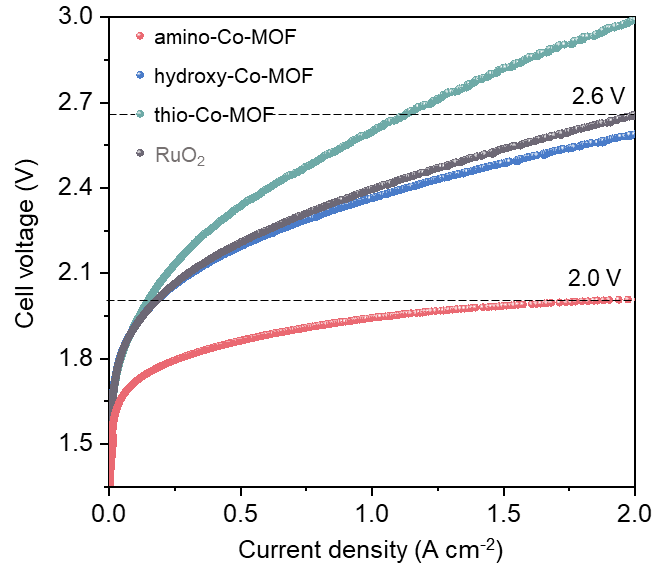 3.0
2.7
2.4
2.1
1.8
1.5
Cell voltage (V)
amino-Co-MOF
hydroxy-Co-MOF
thio-Co-MOF
RuO₂
2.6 V
2.0 V
0.0 0.5 1.0 1.5 2.0
Current density (A cm⁻²)